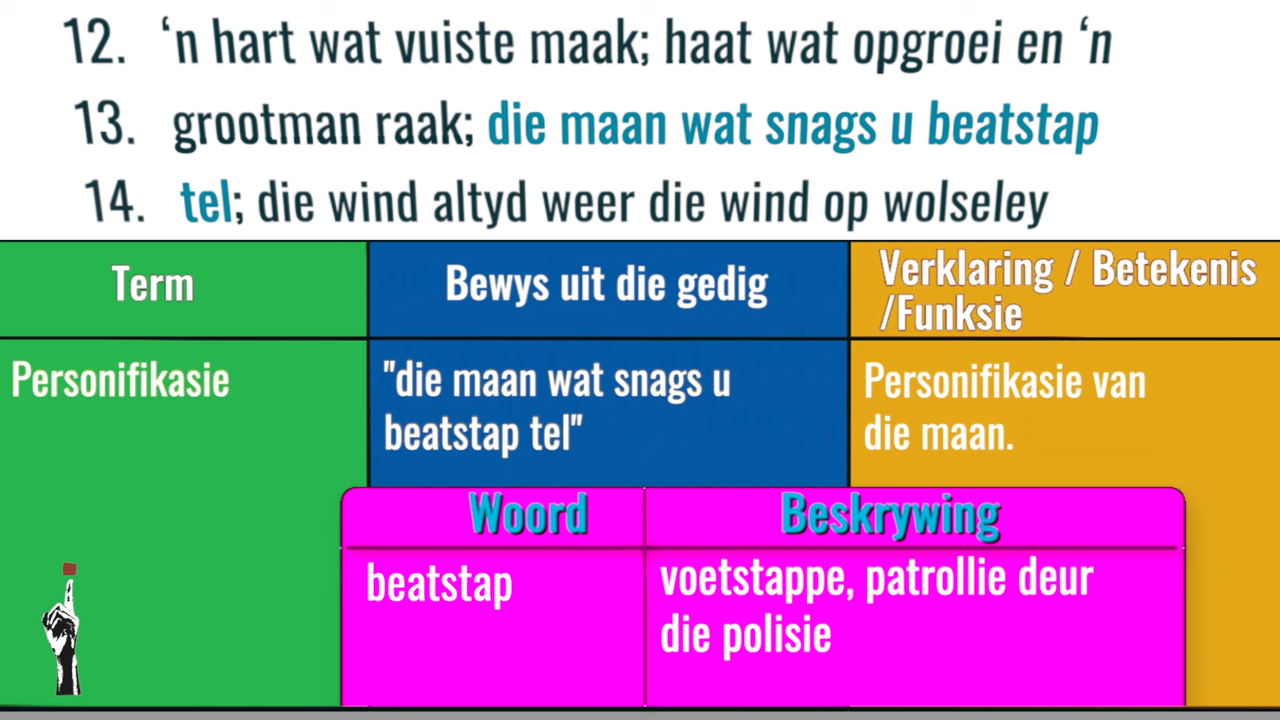 12. ‘n hart wat vuiste maak; haat wat opgroei en ‘n
13. grootman raak; die maan wat snags u beatstap
14. tel; die wind altyd weer die wind op wolseley
Term
Bewys uit die gedig
Verklaring / Betekenis
/Funksie
Personifikasie
"die maan wat snags u
beatstap tel"
Personifikasie van
die maan.
Woord
Beskrywing
beatstap
voetstappe, patrollie deur
die polisie